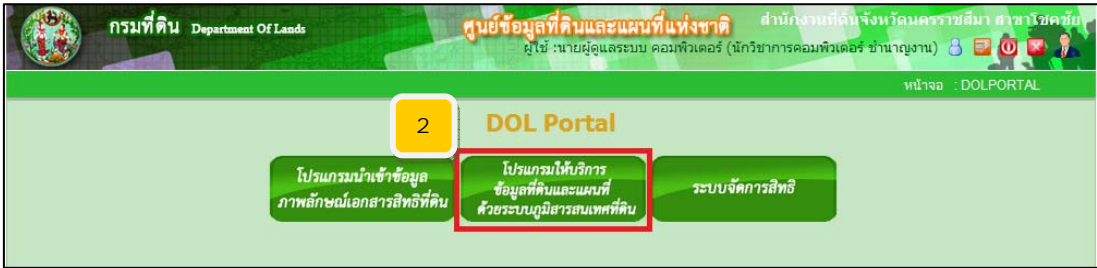 กรมที่ดิน Department Of Lands
ศูนย์ข้อมูลที่ดินและแผนที่แห่งชาติ สำนักงานที่ดินจังหวัดนครราชสีมา สาขาโชคชัย
ผู้ใช้ :นายผู้ดูแลระบบ คอมพิวเตอร์ (นักวิชาการคอมพิวเตอร์ ชำนาญงาน)
หน้าจอ : DOLPORTAL
2
DOL Portal
โปรแกรมนำเข้าข้อมูล
ภาพลักษณ์เอกสารสิทธิที่ดิน
โปรแกรมให้บริการ
ข้อมูลที่ดินและแผนที่
ด้วยระบบภูมิสารสนเทศที่ดิน
ระบบจัดการสิทธิ